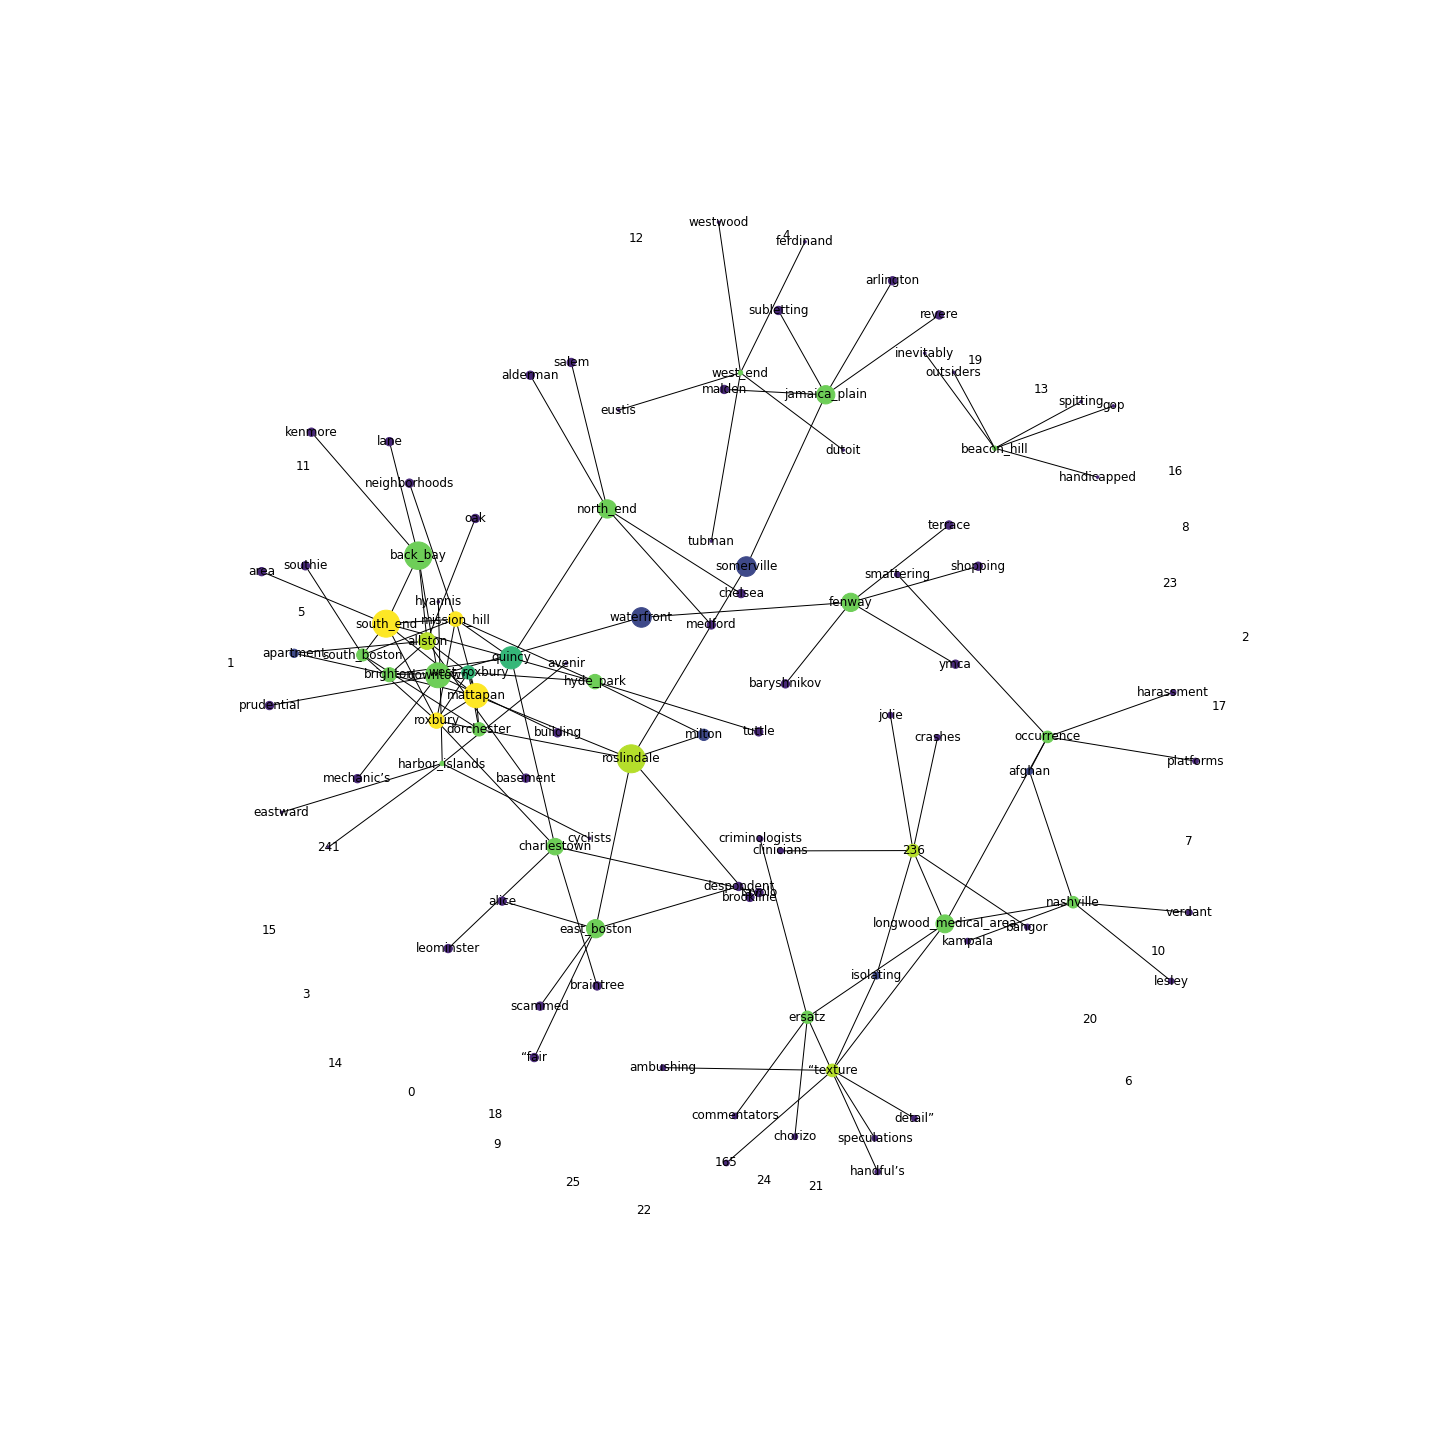 westwood
12
4
ferdinand
arlington
subletting
revere
inevitably
19
outsiders
salem
alderman
west_end
malden
jamaica_plain
13
spitting
gop
eustis
kenmore
lane
dutoit
beacon_hill
11
16
handicapped
neighborhoods
north_end
oak
terrace
8
tubman
back_bay
southie
area
somerville
smattering
shopping
23
chelsea
hyannis
fenway
5
south_end
mission_hill
waterfront
medford
allston
2
apartment
south_boston
quincy
1
avenir
ymca
brighton
downtown
west_roxbury
hyde_park
baryshnikov
mattapan
harassment
prudential
17
roxbury
jolie
dorchester
building
milton
tuttle
crashes
occurrence
harbor_islands
roslindale
platforms
afghan
mechanic’s
basement
eastward
cyclists
criminologists
7
241
charlestown
clinicians
236
despondent
brookline
alice
nashville
verdant
15
east_boston
longwood_medical_area
bangor
kampala
leominster
10
isolating
lesley
braintree
3
scammed
ersatz
20
“fair
14
ambushing
“texture
6
0
18
commentators
detail”
9
chorizo
speculations
165
handful’s
25
24
21
22